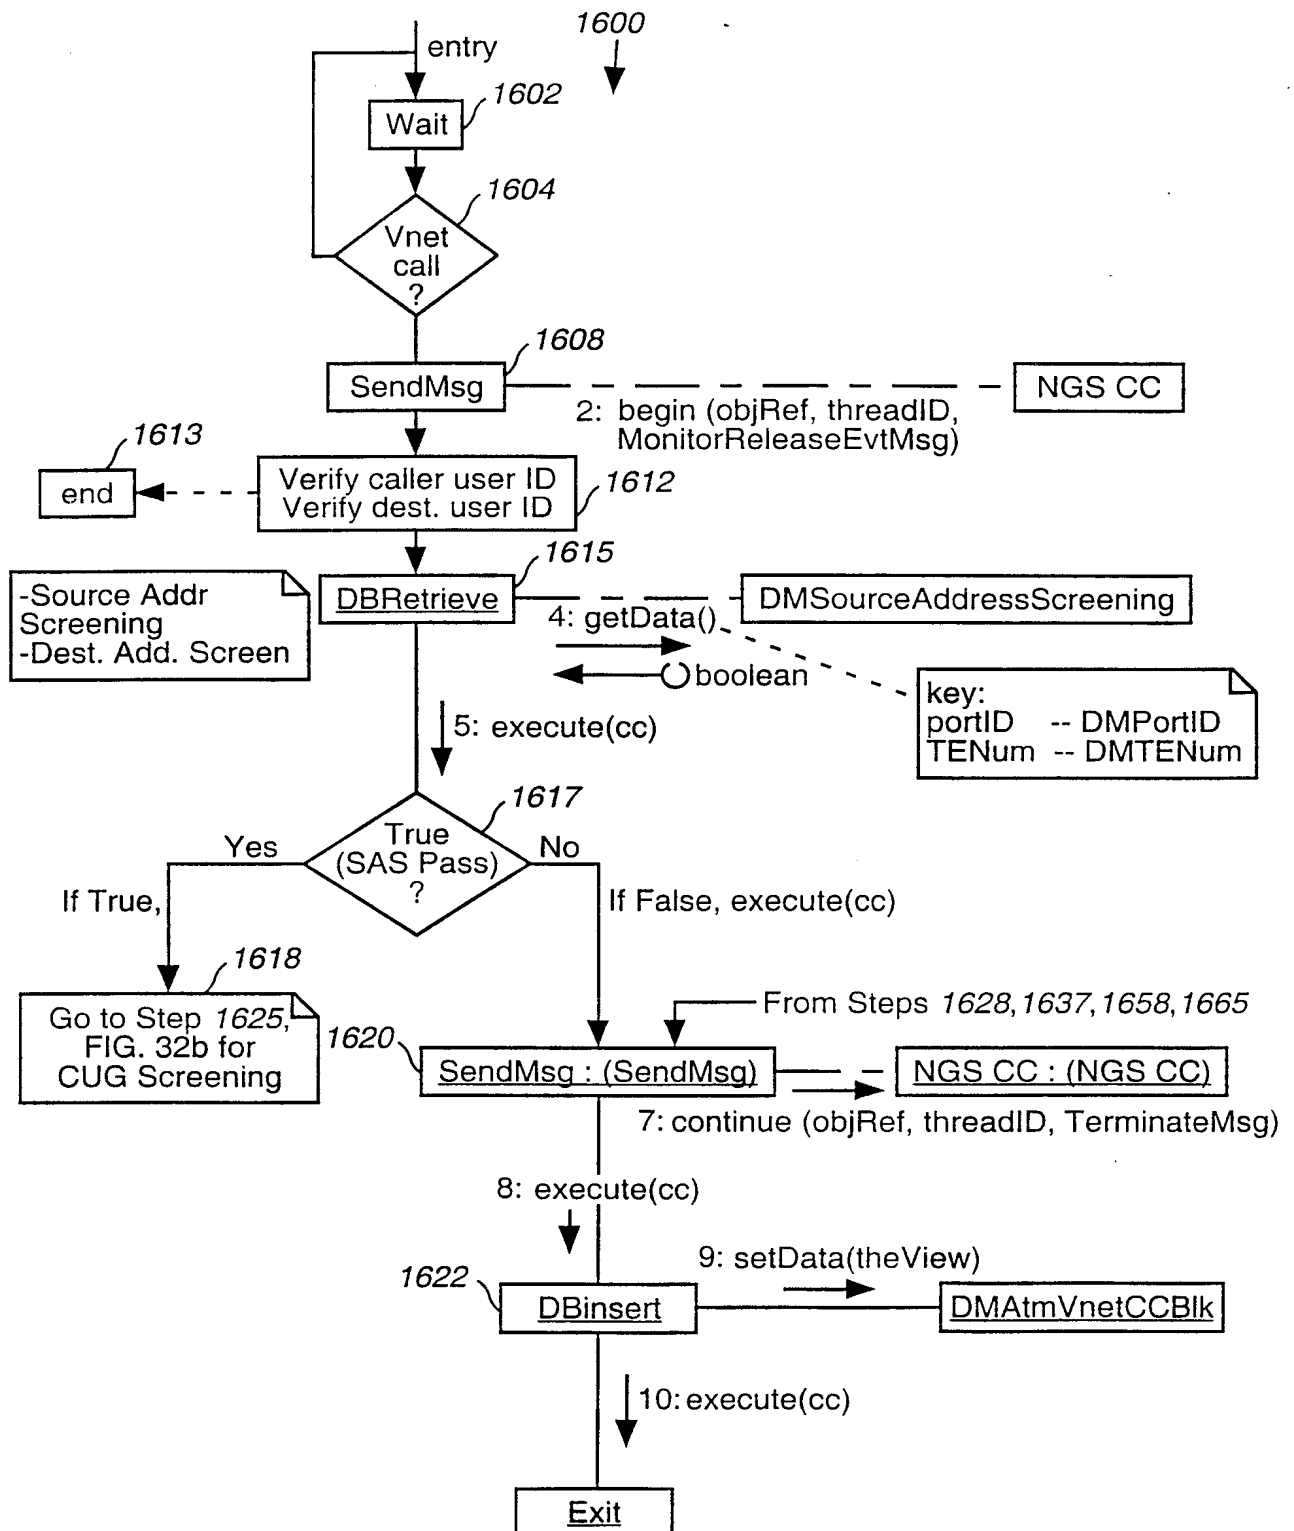 1600
entry
1602
Wait
1604
Vnet
call
?
1608
SendMsg
NGS CC
2: begin (objRef, threadID,
MonitorReleaseEvtMsg)
1613
end
Verify caller user ID
Verify dest. user ID
1612
1615
-Source Addr
Screening
-Dest. Add. Screen
DBRetrieve
DMSourceAddressScreening
4: getData()
boolean
key:
portID -- DMPortID
TENum -- DMTENum
5: execute(cc)
1617
True
(SAS Pass)
?
Yes
No
If True,
If False, execute(cc)
1618
Go to Step 1625,
FIG. 32b for
CUG Screening
From Steps 1628, 1637, 1658, 1665
1620
SendMsg : (SendMsg)
NGS CC : (NGS CC)
7: continue (objRef, threadID, TerminateMsg)
8: execute(cc)
9: setData(theView)
1622
DBinsert
DMAtmVnetCCBlk
10: execute(cc)
Exit